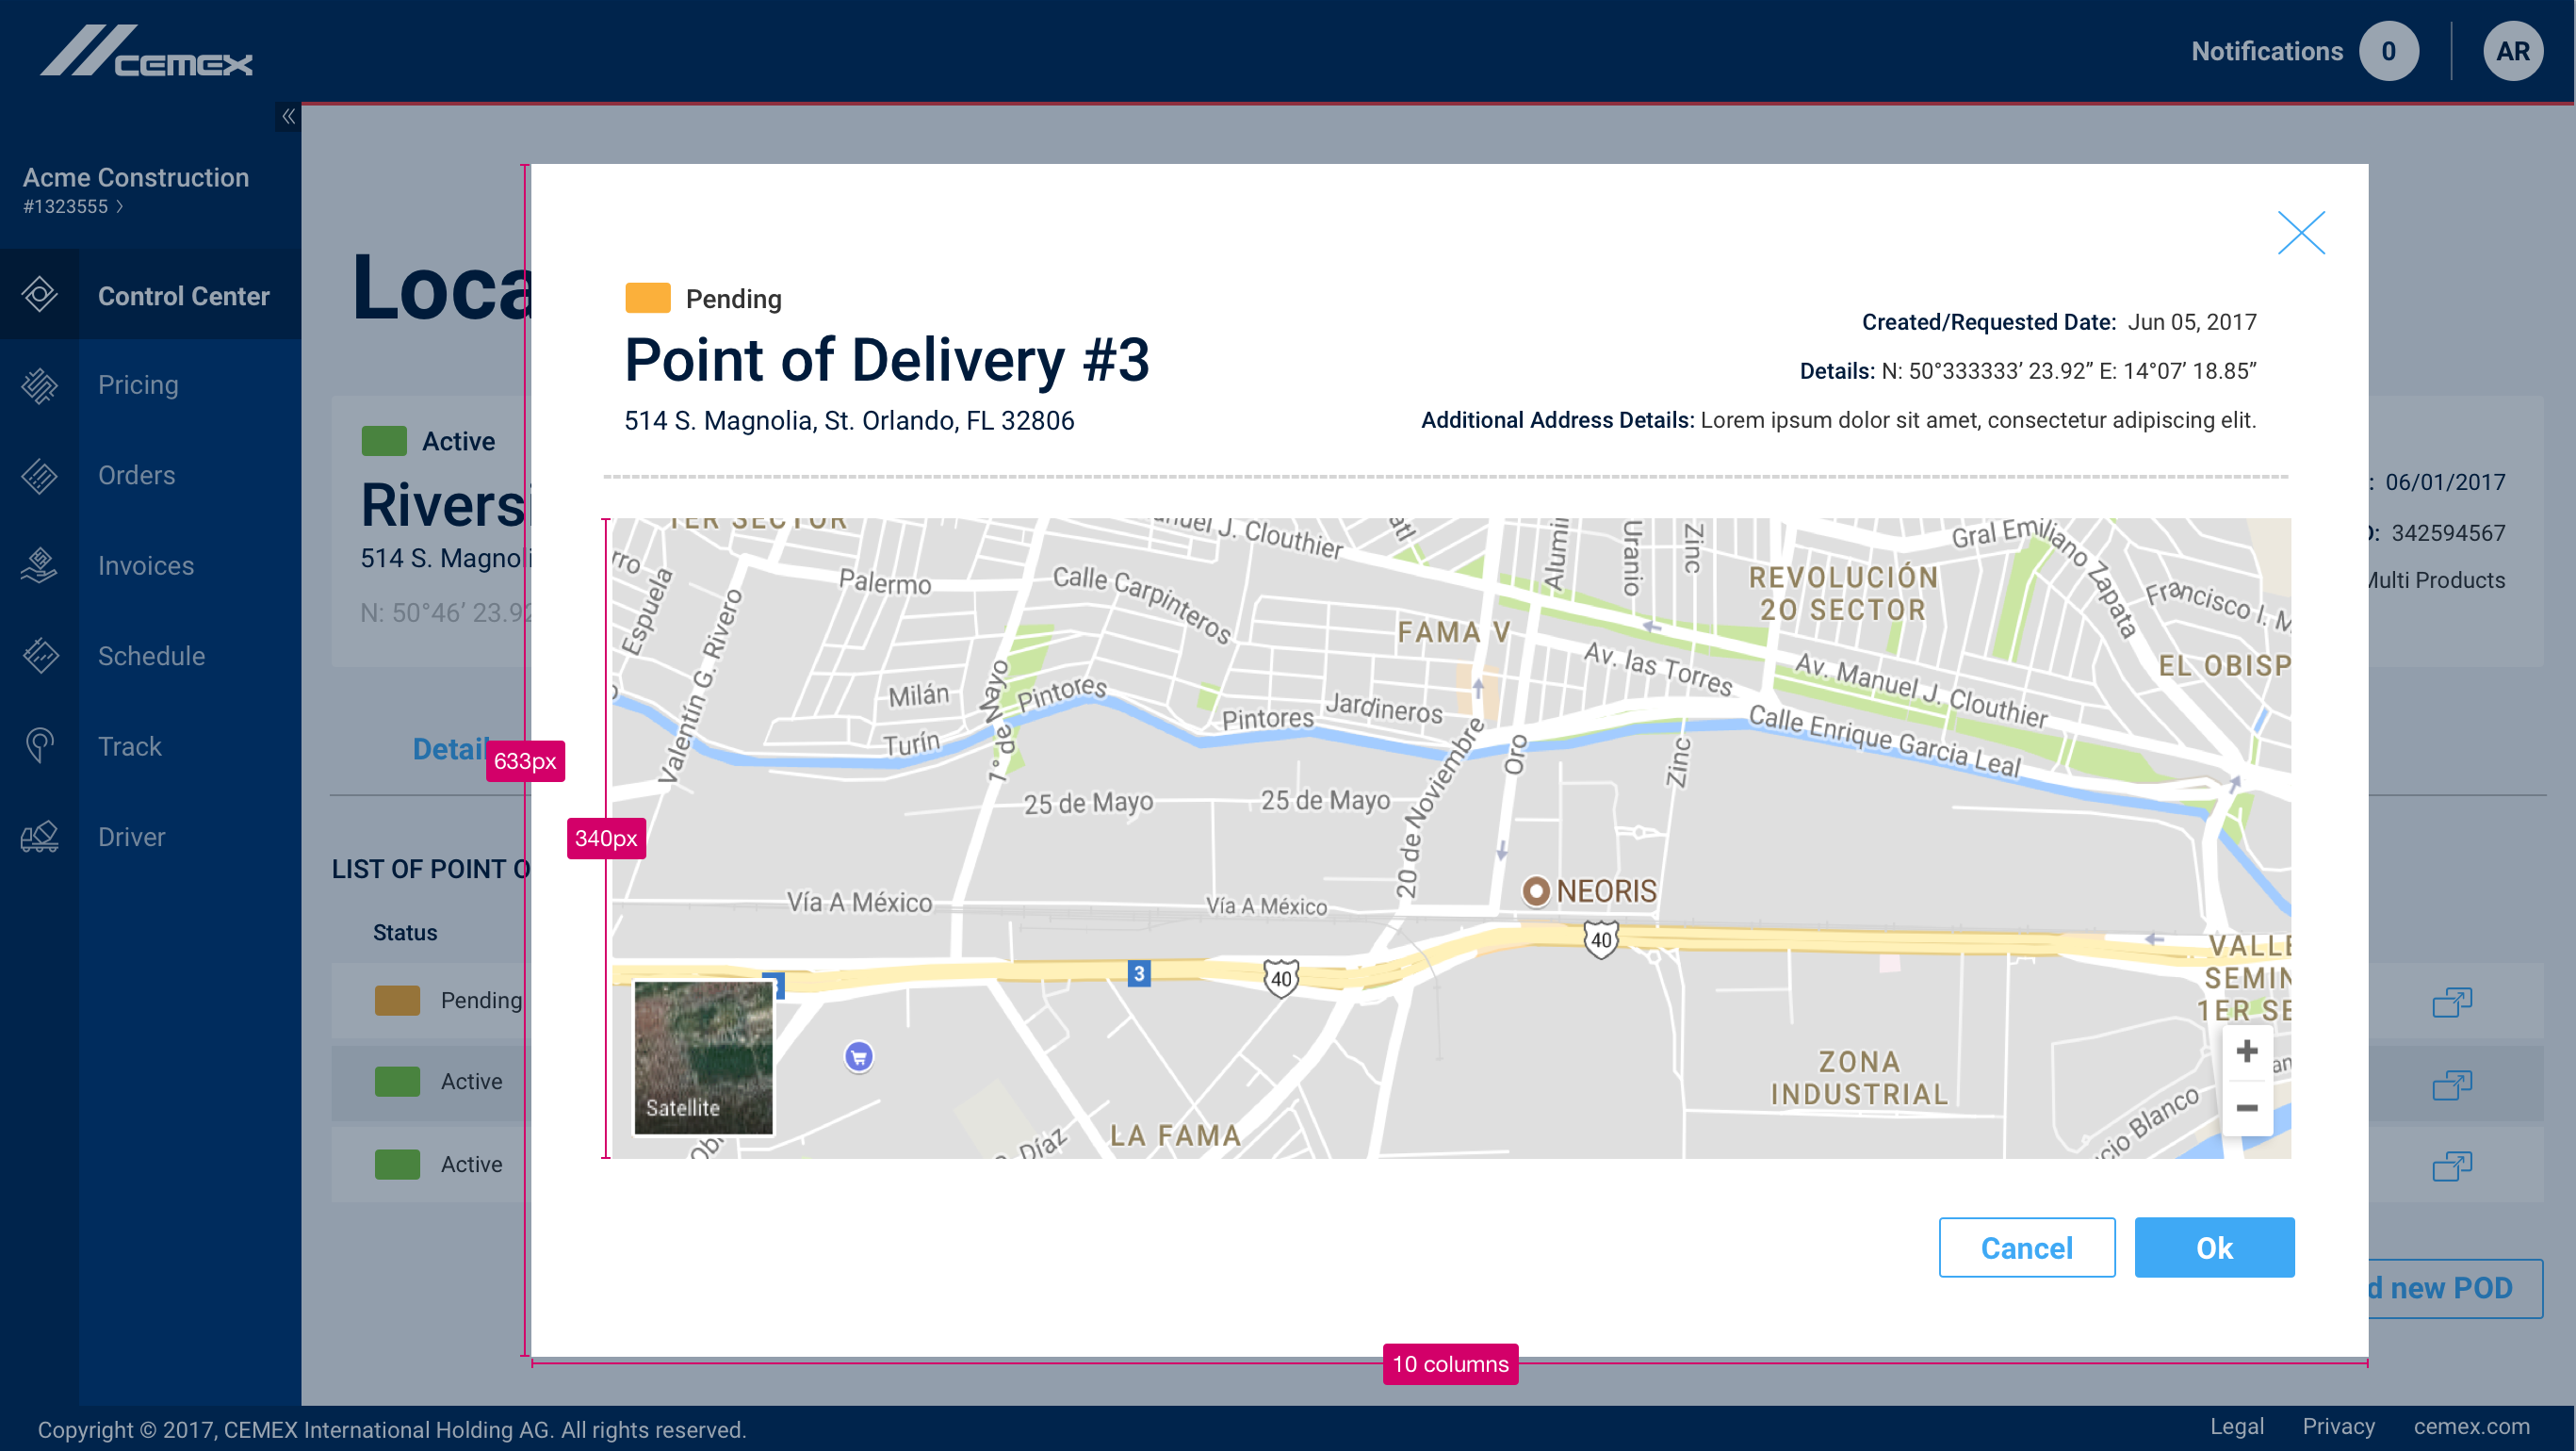 CEMEX
Notifications 0 AR
Acme Construction
#1323555
Control Center
Pricing
Orders
Invoices
Schedule
Track
Driver
Loca
Active
Riversi
514 S. Magnoli
N: 50°46’ 23.92
Detail
LIST OF POINT O
Status
Pending
Active
Active
: 06/01/2017
D: 342594567
Multi Products
d new POD
Pending
Point of Delivery #3
514 S. Magnolia, St. Orlando, FL 32806
Created/Requested Date: Jun 05, 2017
Details: N: 50°333333’ 23.92” E: 14°07’ 18.85”
Additional Address Details: Lorem ipsum dolor sit amet, consectetur adipiscing elit.
633px
340px
10 columns
1ER SECTOR
nuel J. Clouthier
atl
Alumi
Uranio
Zinc
Gral Emiliano Zapata
Francisco I. M
rro
Espuela
Valentín G. Rivero
Palermo
Calle Carpinteros
FAMA V
REVOLUCIÓN
2O SECTOR
Av. las Torres
Av. Manuel J. Clouthier
EL OBISP
Milán
1° de Mayo
Pintores
Pintores
Jardineros
Turín
Calle Enrique Garcia Leal
Oro
Zinc
25 de Mayo
25 de Mayo
20 de Noviembre
Vía A México
Vía A México
NEORIS
40
40
3
VALLE
SEMIN
1ER SE
Satellite
LA FAMA
Díaz
ZONA
INDUSTRIAL
cio Blanco
+
−
Cancel
Ok
Copyright © 2017, CEMEX International Holding AG. All rights reserved.
Legal Privacy cemex.com